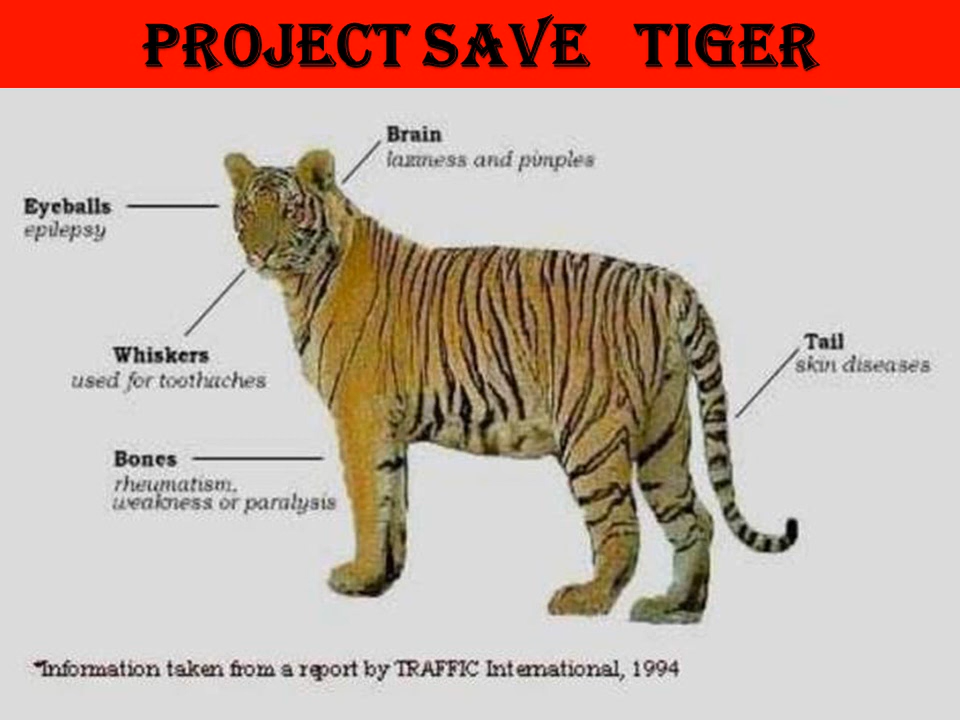 PROJECT SAVE TIGER
Brain
laziness and pimples
Eyeballs
epilepsy
Whiskers
used for toothaches
Tail
skin diseases
Bones
rheumatism,
weakness or paralysis
*Information taken from a report by TRAFFIC International, 1994